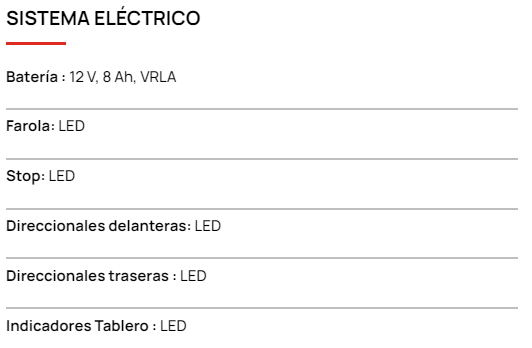 SISTEMA ELÉCTRICO
Batería : 12 V, 8 Ah, VRLA
Farola: LED
Stop: LED
Direccionales delanteras: LED
Direccionales traseras : LED
Indicadores Tablero : LED